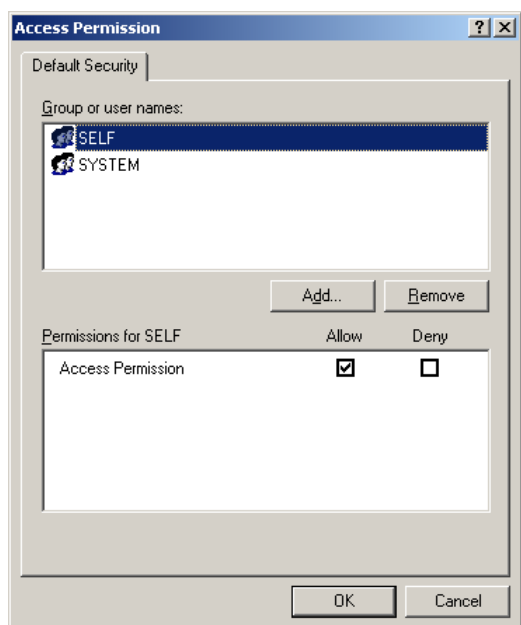 Access Permission
Default Security
Group or user names:
SELF
SYSTEM
Add... Remove
Permissions for SELF Allow Deny
Access Permission
OK Cancel